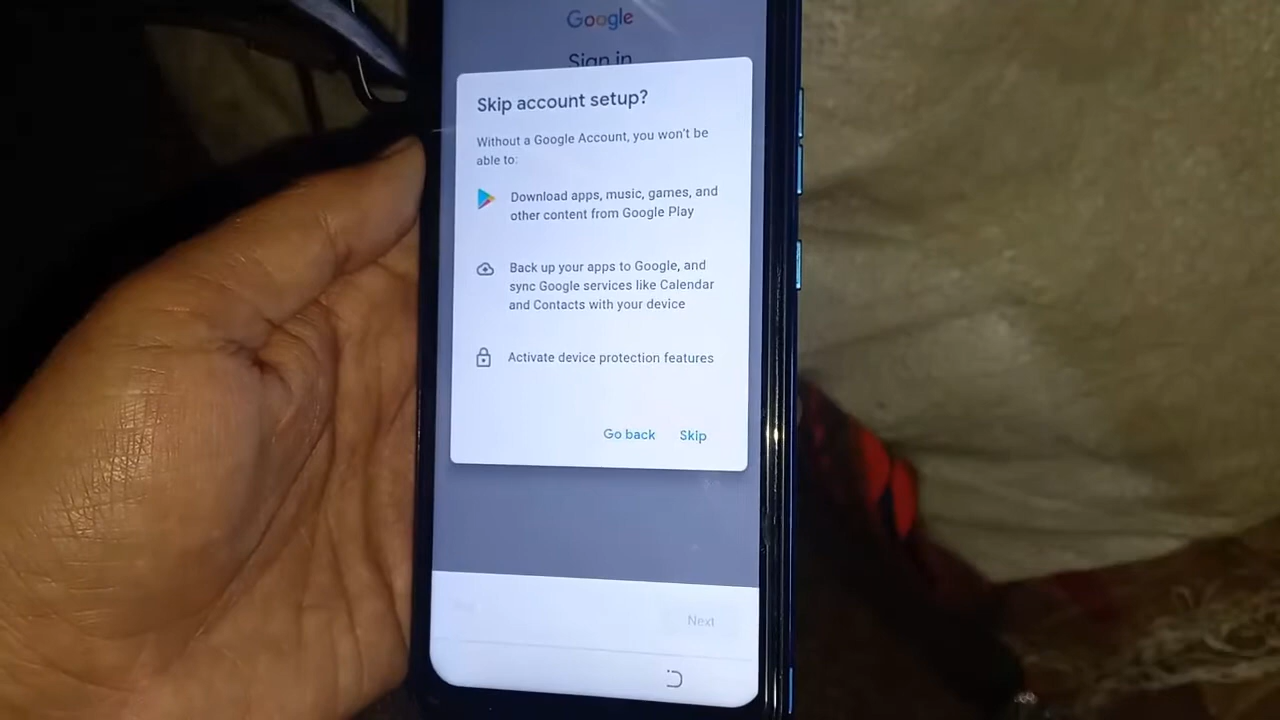 Google
Sign in
Skip account setup?
Without a Google Account, you won't be
able to:
Download apps, music, games, and
other content from Google Play
Back up your apps to Google, and
sync Google services like Calendar
and Contacts with your device
Activate device protection features
Go back Skip
Next